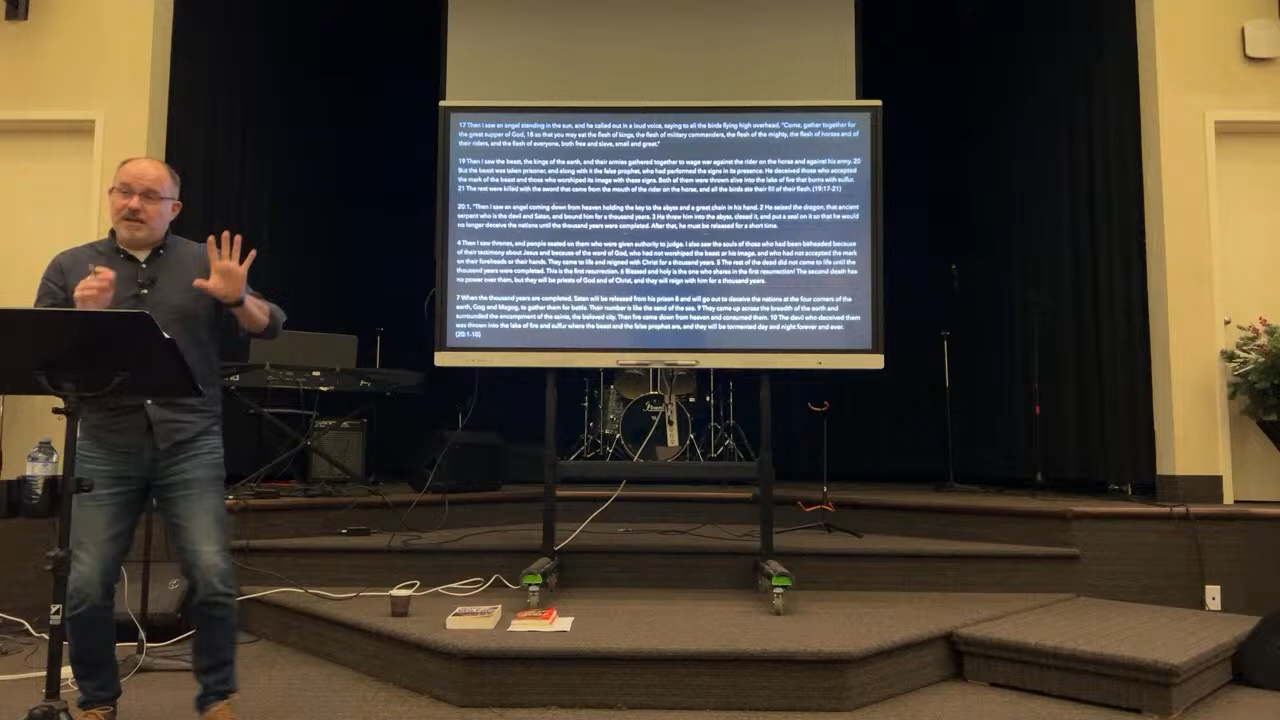 17 Then I saw an angel standing in the sun, and he called out in a loud voice, saying to all the birds flying high overhead, "Come, gather together for
the great supper of God, 18 so that you may eat the flesh of kings, the flesh of military commanders, the flesh of the mighty, the flesh of horses and of
their riders, and the flesh of everyone, both free and slave, small and great."
19 Then I saw the beast, the kings of the earth, and their armies gathered together to wage war against the rider on the horse and against his army. 20
But the beast was taken prisoner, and along with it the false prophet, who had performed the signs in its presence. He deceived those who accepted
the mark of the beast and those who worshiped its image with these signs. Both of them were thrown alive into the lake of fire that burns with sulfur.
21 The rest were killed with the sword that came from the mouth of the rider on the horse, and all the birds ate their fill of their flesh. (19:17-21)
20:1, "Then I saw an angel coming down from heaven holding the key to the abyss and a great chain in his hand. 2 He seized the dragon, that ancient
serpent who is the devil and Satan, and bound him for a thousand years. 3 He threw him into the abyss, closed it, and put a seal on it so that he would
no longer deceive the nations until the thousand years were completed. After that, he must be released for a short time.
4 Then I saw thrones, and people seated on them who were given authority to judge. I also saw the souls of those who had been beheaded because
of their testimony about Jesus and because of the word of God, who had not worshiped the beast or his image, and who had not accepted the mark
on their foreheads or their hands. They came to life and reigned with Christ for a thousand years. 5 The rest of the dead did not come to life until the
thousand years were completed. This is the first resurrection. 6 Blessed and holy is the one who shares in the first resurrection! The second death has
no power over them, but they will be priests of God and of Christ, and they will reign with him for a thousand years.
7 When the thousand years are completed, Satan will be released from his prison 8 and will go out to deceive the nations at the four corners of the
earth, Gog and Magog, to gather them for battle. Their number is like the sand of the sea. 9 They came up across the breadth of the earth and
surrounded the encampment of the saints, the beloved city. Then fire came down from heaven and consumed them. 10 The devil who deceived them
was thrown into the lake of fire and sulfur where the beast and the false prophet are, and they will be tormented day and night forever and ever.
(20:1-10)